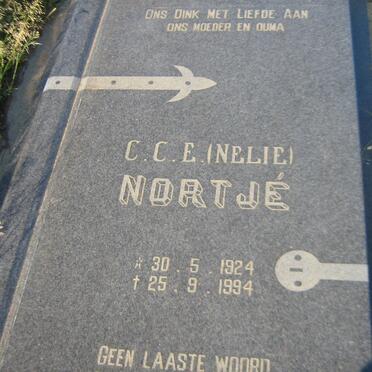 Ons Dink Met Liefde Aan
ons moeder en ouma
C.C.E. (NELIE)
NORTJÉ
* 30 . 5 . 1924
† 25 . 9 . 1994
Geen laaste woord